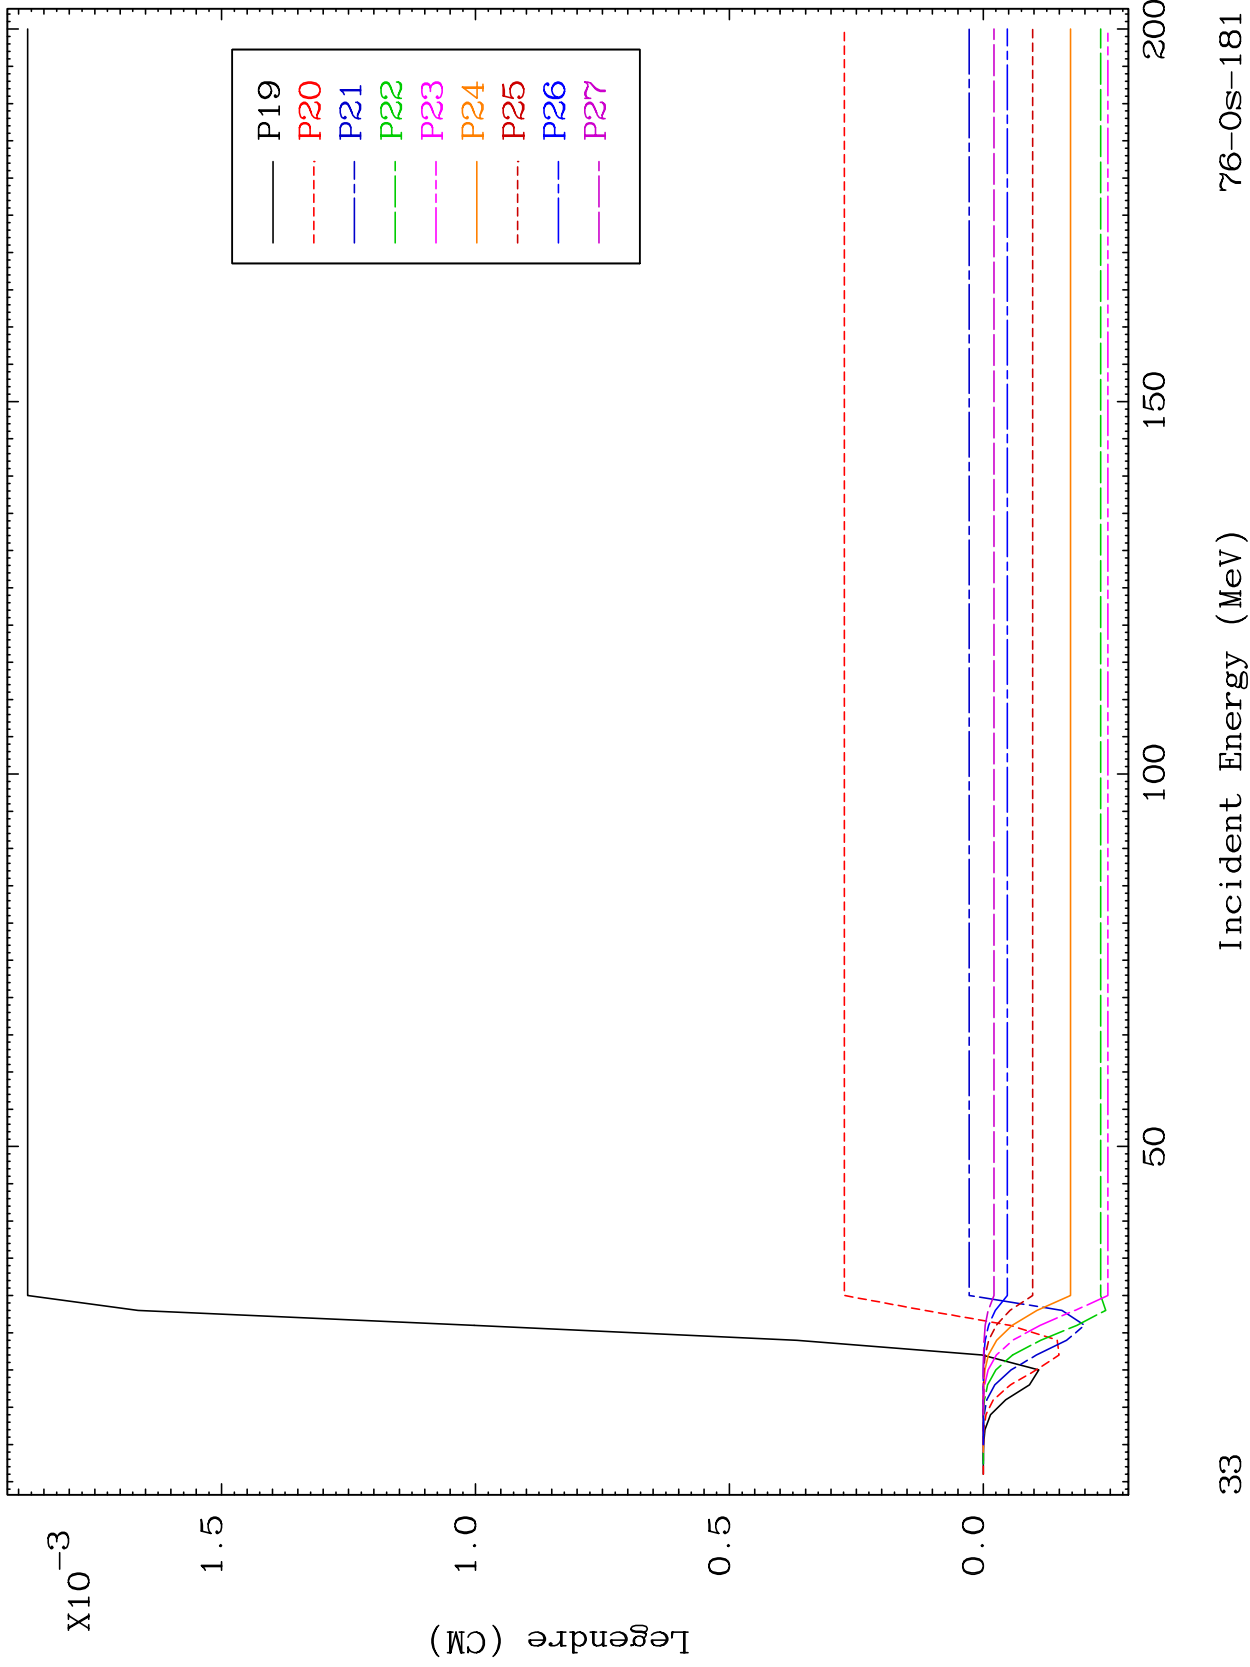 X10-3
1.5
1.0
0.5
0.0
Legendre (CM)
P19
P20
P21
P22
P23
P24
P25
P26
P27
50
100
150
200
33
Incident Energy (MeV)
76-Os-181